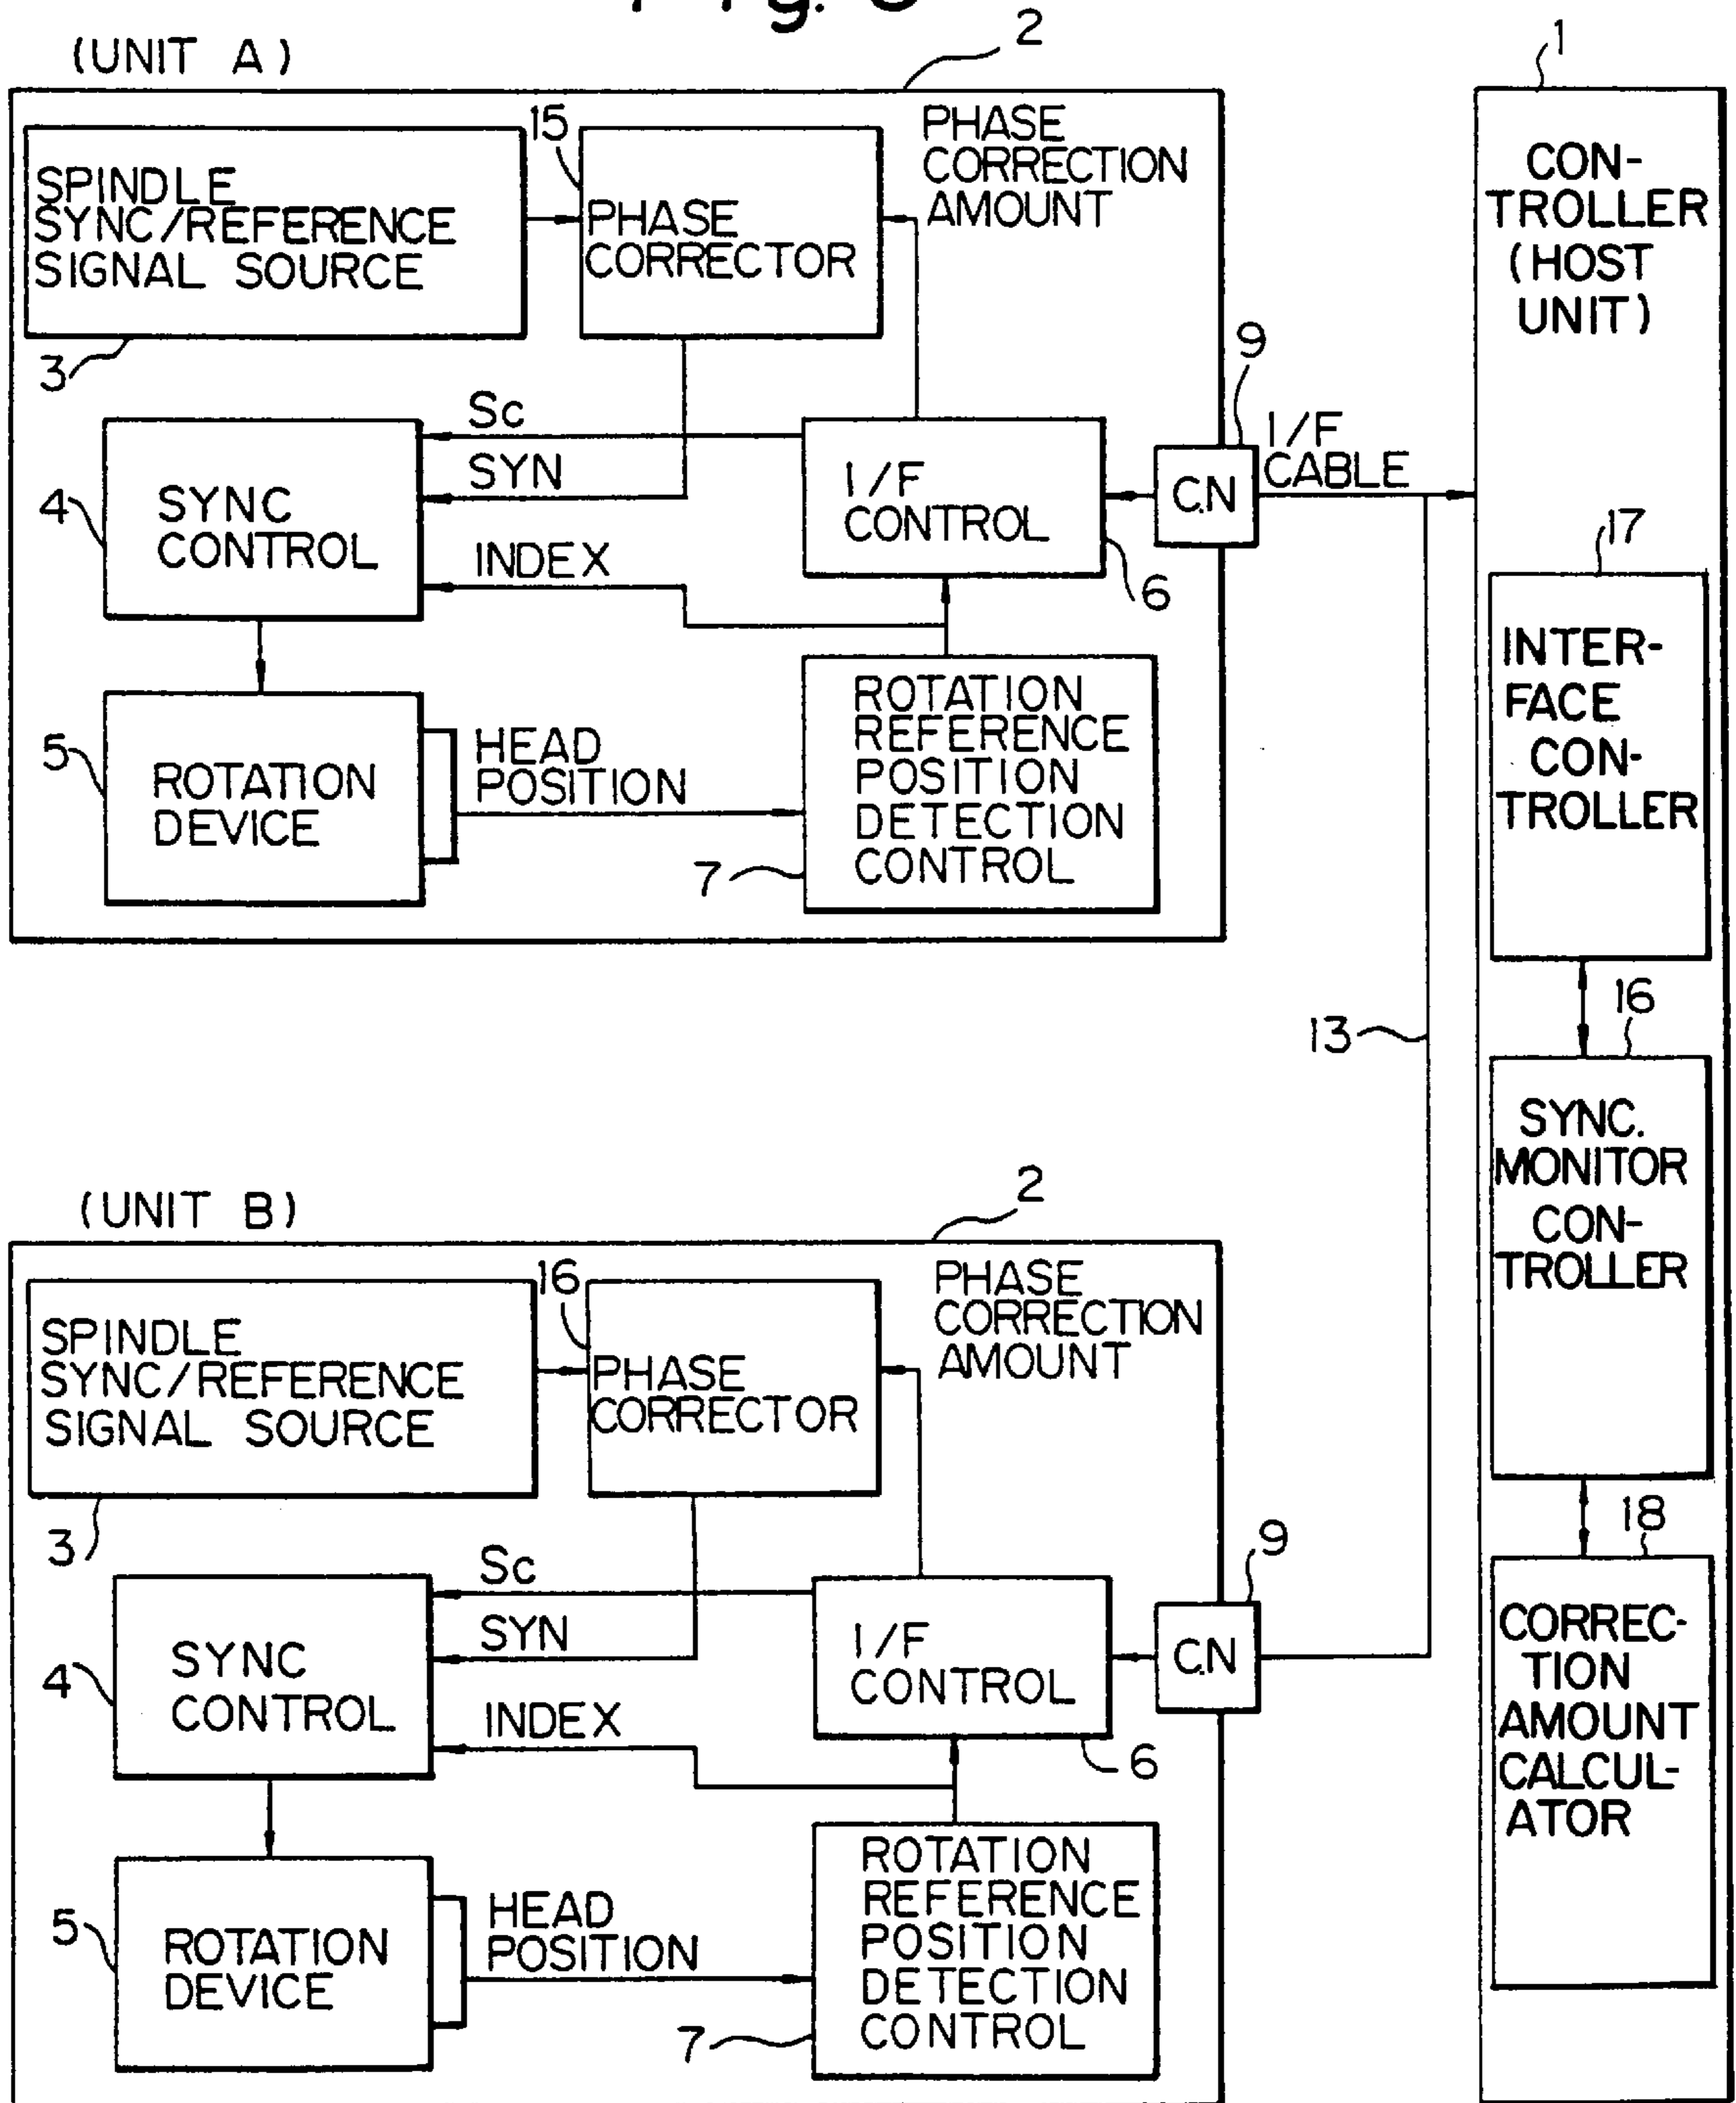 (UNIT A)
2
1
SPINDLE
SYNC/REFERENCE
SIGNAL SOURCE
3
15
PHASE
CORRECTOR
PHASE
CORRECTION
AMOUNT
Sc
SYN
INDEX
4
SYNC
CONTROL
I/F
CONTROL
6
9
C.N
I/F
CABLE
5
ROTATION
DEVICE
HEAD
POSITION
7
ROTATION
REFERENCE
POSITION
DETECTION
CONTROL
13
CON-
TROLLER
(HOST
UNIT)
17
INTER-
FACE
CON-
TROLLER
16
SYNC.
MONITOR
CON-
TROLLER
18
CORREC-
TION
AMOUNT
CALCUL-
ATOR
(UNIT B)
2
SPINDLE
SYNC/REFERENCE
SIGNAL SOURCE
3
16
PHASE
CORRECTOR
PHASE
CORRECTION
AMOUNT
Sc
SYN
INDEX
4
SYNC
CONTROL
I/F
CONTROL
6
9
C.N
5
ROTATION
DEVICE
HEAD
POSITION
7
ROTATION
REFERENCE
POSITION
DETECTION
CONTROL